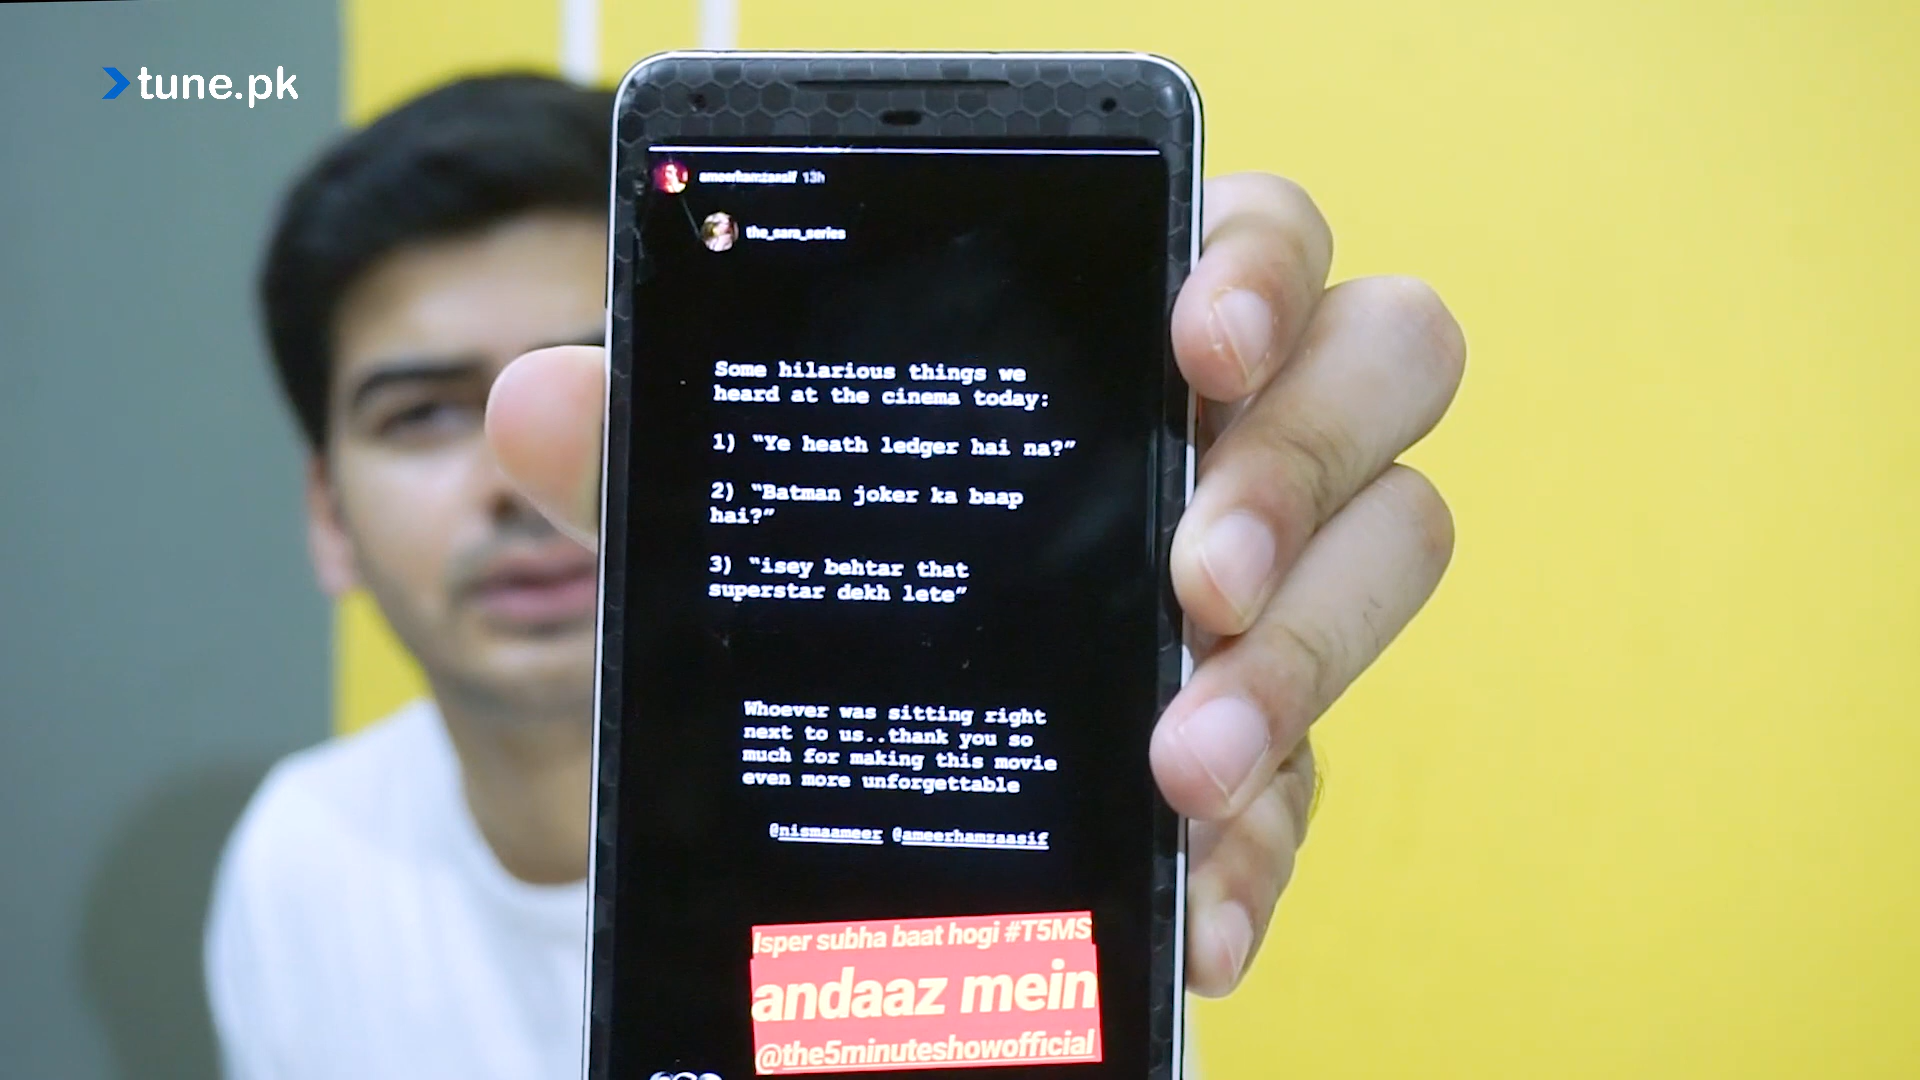 tune.pk
ameerhamzaasif 13h
the_sara_series
Some hilarious things we
heard at the cinema today:
1) “Ye heath ledger hai na?”
2) “Batman joker ka baap
hai?”
3) “isey behtar that
superstar dekh lete”
Whoever was sitting right
next to us..thank you so
much for making this movie
even more unforgettable
@nismaameer @ameerhamzaasif
Isper subha baat hogi #T5MS
andaaz mein
@the5minuteshowofficial